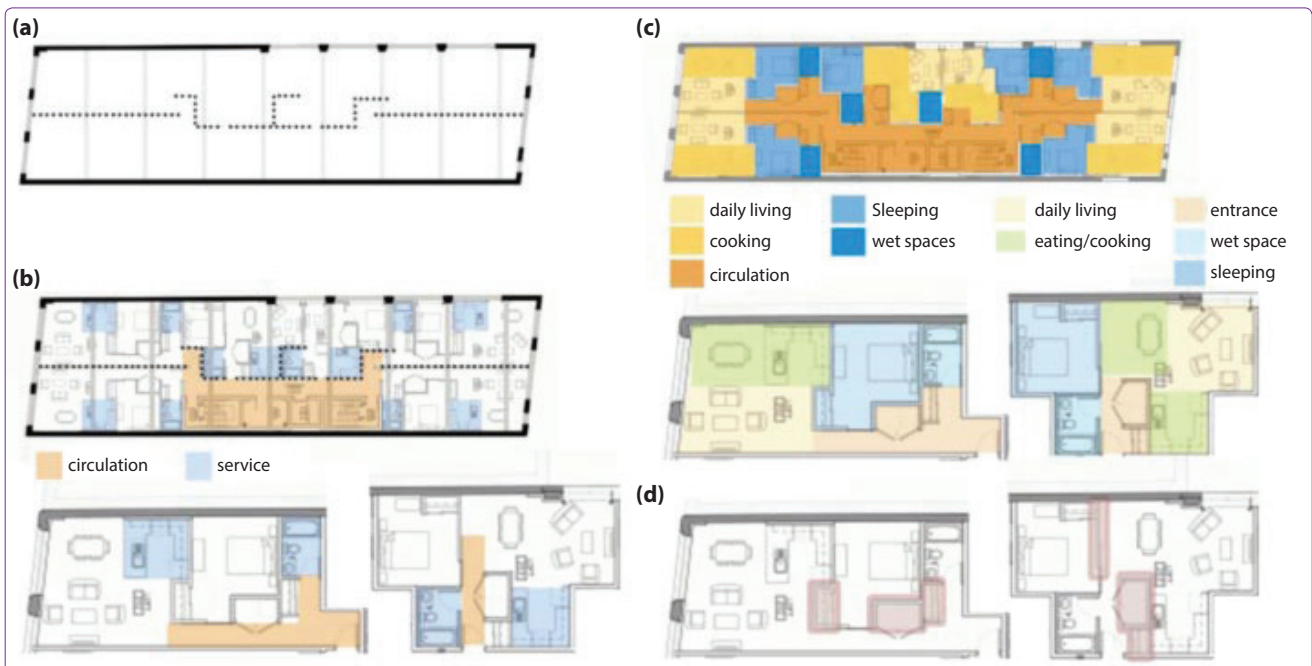 (a)
(b)
circulation
service
(c)
daily living
Sleeping
daily living
entrance
cooking
wet spaces
eating/cooking
wet space
circulation
sleeping
(d)